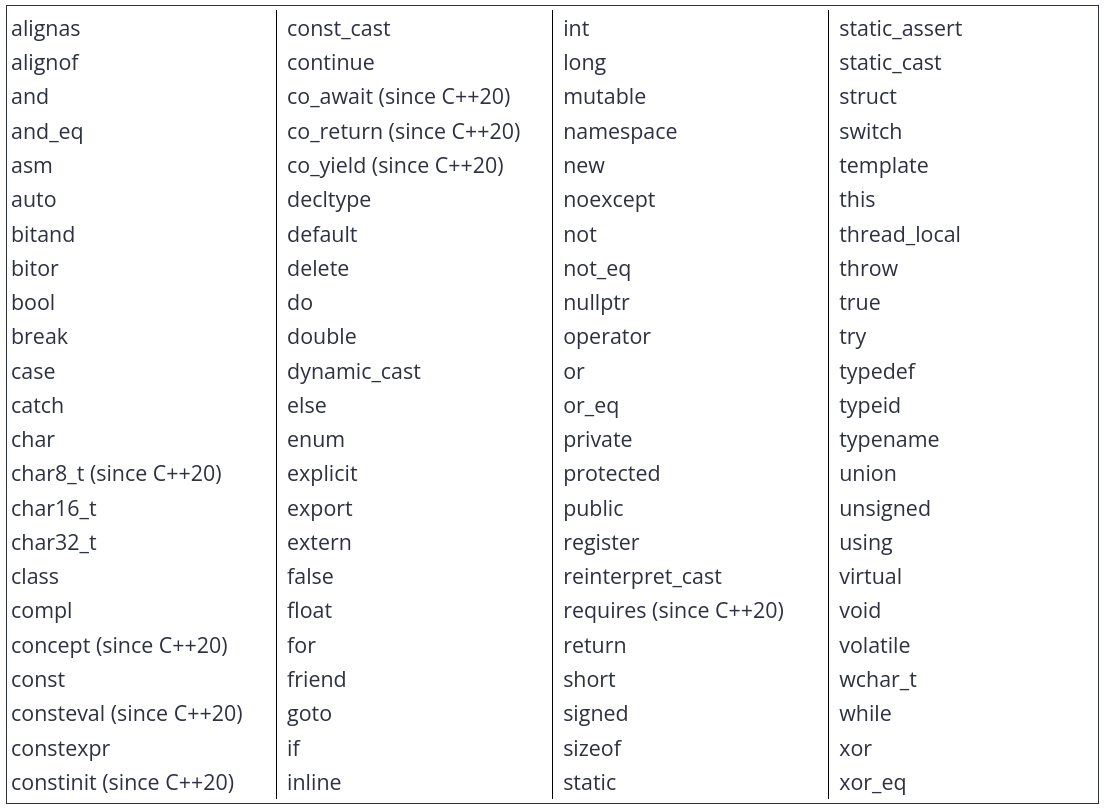 alignas
alignof
and
and_eq
asm
auto
bitand
bitor
bool
break
case
catch
char
char8_t (since C++20)
char16_t
char32_t
class
compl
concept (since C++20)
const
consteval (since C++20)
constexpr
constinit (since C++20)
const_cast
continue
co_await (since C++20)
co_return (since C++20)
co_yield (since C++20)
decltype
default
delete
do
double
dynamic_cast
else
enum
explicit
export
extern
false
float
for
friend
goto
if
inline
int
long
mutable
namespace
new
noexcept
not
not_eq
nullptr
operator
or
or_eq
private
protected
public
register
reinterpret_cast
requires (since C++20)
return
short
signed
sizeof
static
static_assert
static_cast
struct
switch
template
this
thread_local
throw
true
try
typedef
typeid
typename
union
unsigned
using
virtual
void
volatile
wchar_t
while
xor
xor_eq